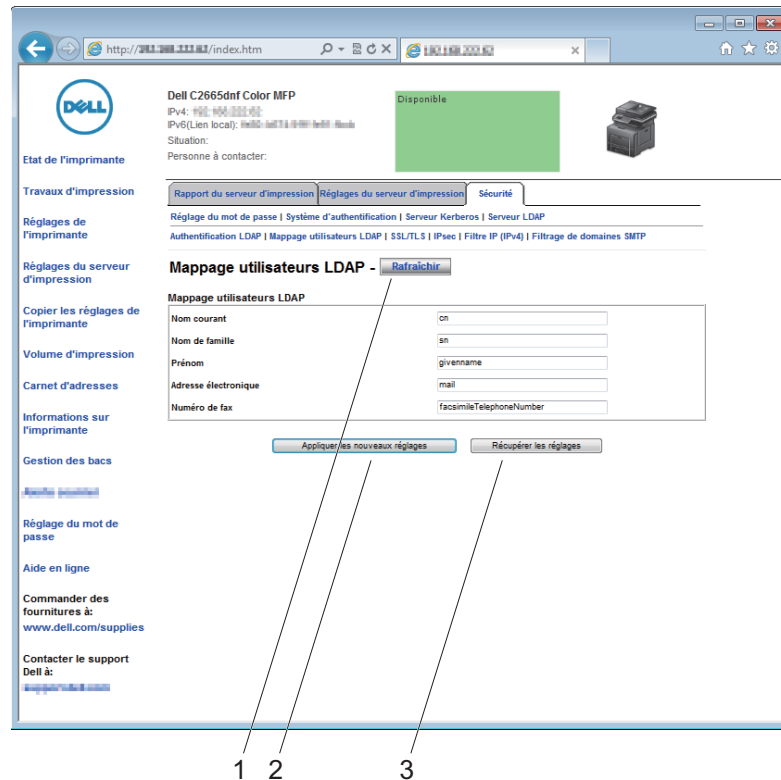 http:// /index.htm
DELL
Dell C2665dnf Color MFP
IPv4:
IPv6(Lien local):
Situation:
Personne à contacter:
Disponible
Etat de l'imprimante
Travaux d'impression
Réglages de
l'imprimante
Réglages du serveur
d'impression
Copier les réglages de
l'imprimante
Volume d'impression
Carnet d'adresses
Informations sur
l'imprimante
Gestion des bacs
Réglage du mot de
passe
Aide en ligne
Commander des
fournitures à:
www.dell.com/supplies
Contacter le support
Dell à:
Rapport du serveur d'impression Réglages du serveur d'impression Sécurité
Réglage du mot de passe | Système d'authentification | Serveur Kerberos | Serveur LDAP
Authentification LDAP | Mappage utilisateurs LDAP | SSL/TLS | IPsec | Filtre IP (IPv4) | Filtrage de domaines SMTP
Mappage utilisateurs LDAP - Rafraîchir
Mappage utilisateurs LDAP
Nom courant cn
Nom de famille sn
Prénom givenname
Adresse électronique mail
Numéro de fax facsimileTelephoneNumber
Appliquer les nouveaux réglages Récupérer les réglages
1 2 3